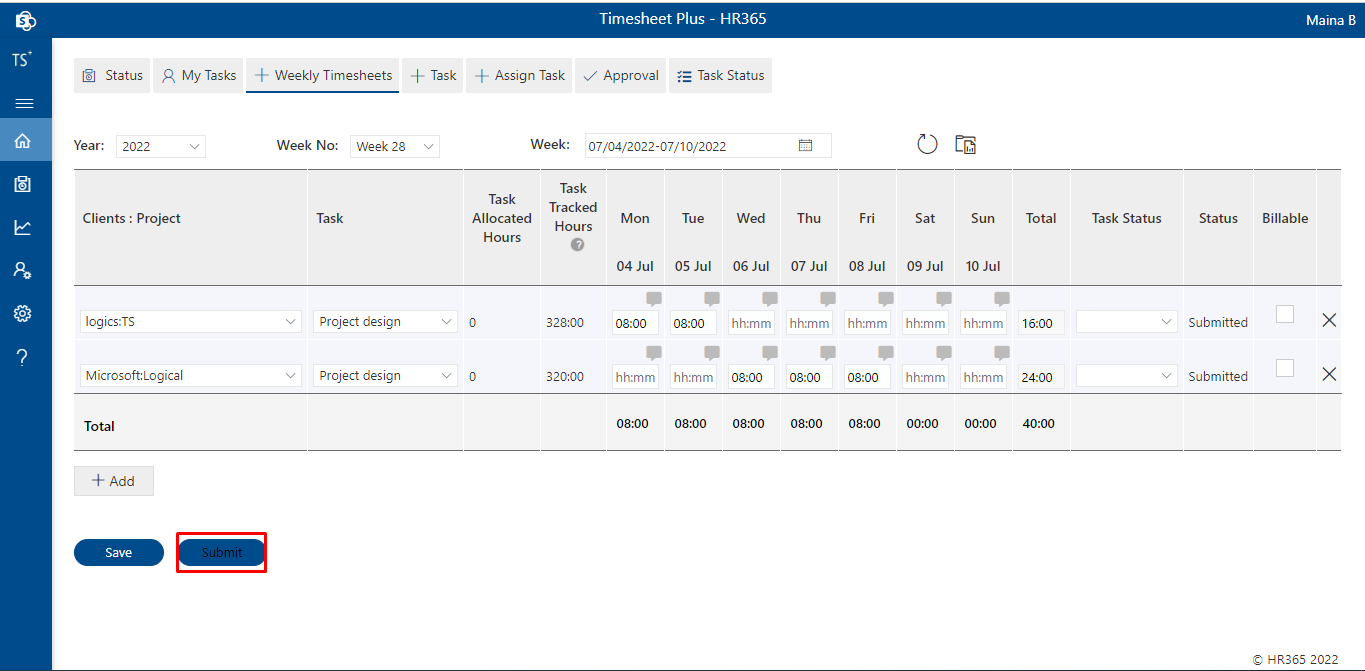 Timesheet Plus - HR365
Maina B
TS+
Status
My Tasks
Weekly Timesheets
Task
Assign Task
Approval
Task Status
Year: 2022 Week No: Week 28 Week: 07/04/2022-07/10/2022
Clients : Project
Task
Task
Allocated
Hours
Task
Tracked
Hours
?
Mon Tue Wed Thu Fri Sat Sun Total Task Status Status Billable
04 Jul 05 Jul 06 Jul 07 Jul 08 Jul 09 Jul 10 Jul
logics:TS Project design 0 328:00 08:00 08:00 hh:mm hh:mm hh:mm hh:mm hh:mm 16:00 Submitted
Microsoft:Logical Project design 0 320:00 hh:mm hh:mm 08:00 08:00 08:00 hh:mm hh:mm 24:00 Submitted
Total 08:00 08:00 08:00 08:00 08:00 00:00 00:00 40:00
Add
Save
Submit
© HR365 2022